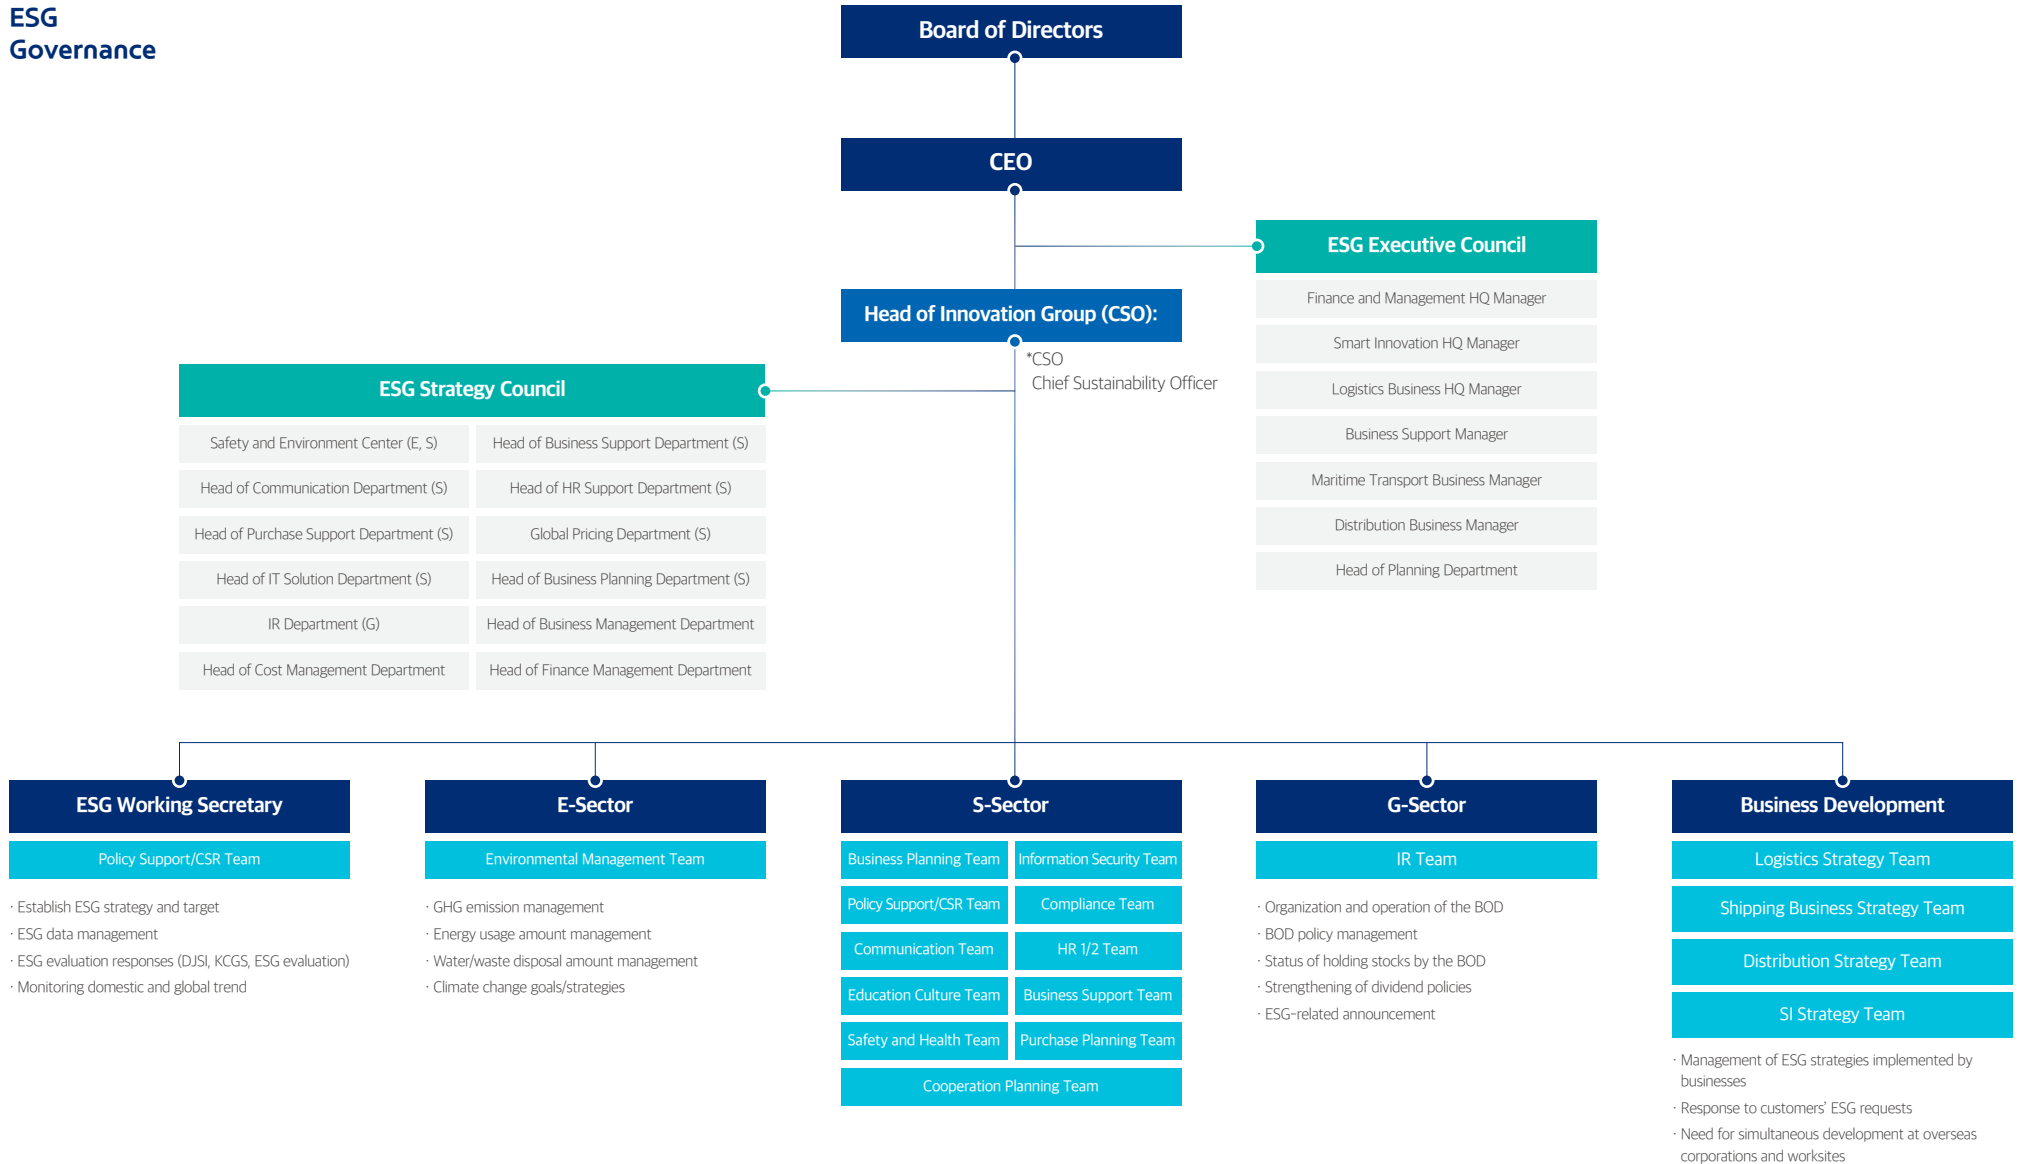 ESG
Governance
Board of Directors
CEO
ESG Executive Council
Finance and Management HQ Manager
Smart Innovation HQ Manager
Logistics Business HQ Manager
Business Support Manager
Maritime Transport Business Manager
Distribution Business Manager
Head of Planning Department
Head of Innovation Group (CSO):
*CSO
Chief Sustainability Officer
ESG Strategy Council
Safety and Environment Center (E, S)
Head of Business Support Department (S)
Head of Communication Department (S)
Head of HR Support Department (S)
Head of Purchase Support Department (S)
Global Pricing Department (S)
Head of IT Solution Department (S)
Head of Business Planning Department (S)
IR Department (G)
Head of Business Management Department
Head of Cost Management Department
Head of Finance Management Department
ESG Working Secretary
Policy Support/CSR Team
· Establish ESG strategy and target
· ESG data management
· ESG evaluation responses (DJSI, KCGS, ESG evaluation)
· Monitoring domestic and global trend
E-Sector
Environmental Management Team
· GHG emission management
· Energy usage amount management
· Water/waste disposal amount management
· Climate change goals/strategies
S-Sector
Business Planning Team
Information Security Team
Policy Support/CSR Team
Compliance Team
Communication Team
HR 1/2 Team
Education Culture Team
Business Support Team
Safety and Health Team
Purchase Planning Team
Cooperation Planning Team
G-Sector
IR Team
· Organization and operation of the BOD
· BOD policy management
· Status of holding stocks by the BOD
· Strengthening of dividend policies
· ESG-related announcement
Business Development
Logistics Strategy Team
Shipping Business Strategy Team
Distribution Strategy Team
SI Strategy Team
· Management of ESG strategies implemented by
businesses
· Response to customers’ ESG requests
· Need for simultaneous development at overseas
corporations and worksites